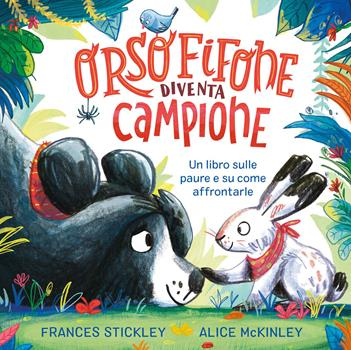 ORSO FIFONE
DIVENTA
CAMPIONE
Un libro sulle
paure e su come
affrontarle
FRANCES STICKLEY ALICE McKINLEY